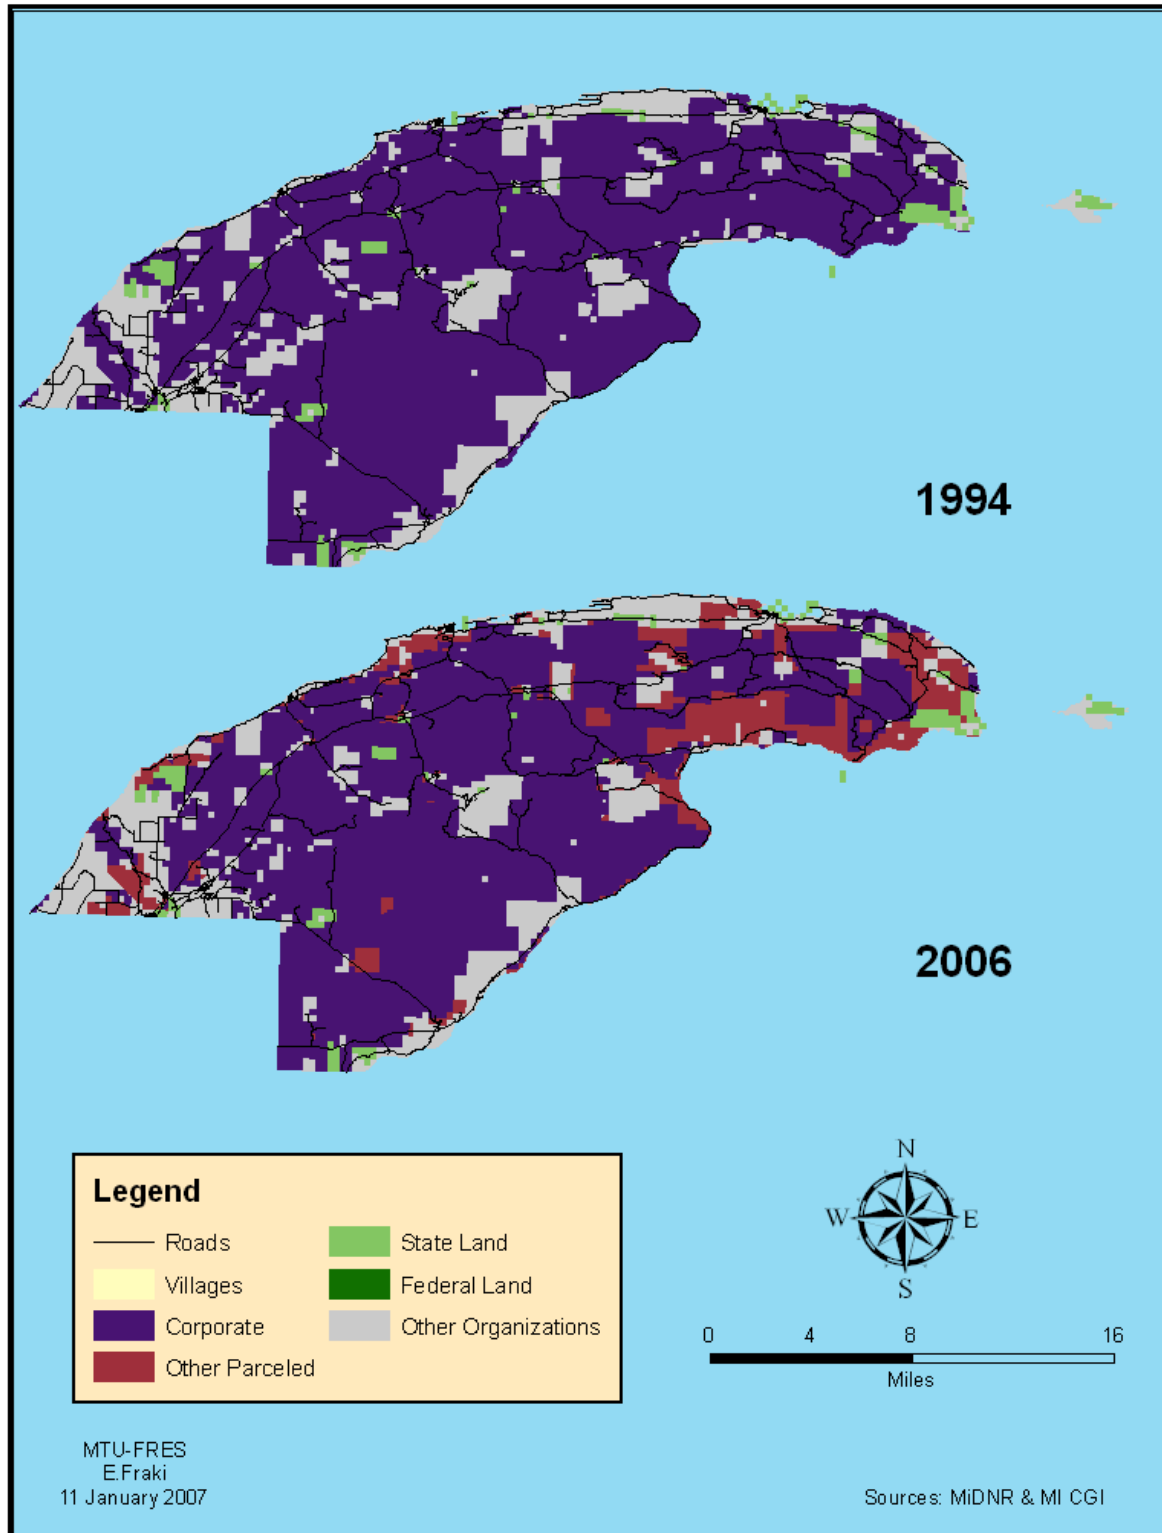 1994
2006
Legend
Roads
Villages
Corporate
Other Parceled
State Land
Federal Land
Other Organizations
N
W E
S
0 4 8 16
Miles
MTU-FRES
E.Fraki
11 January 2007
Sources: MiDNR & MI CGI